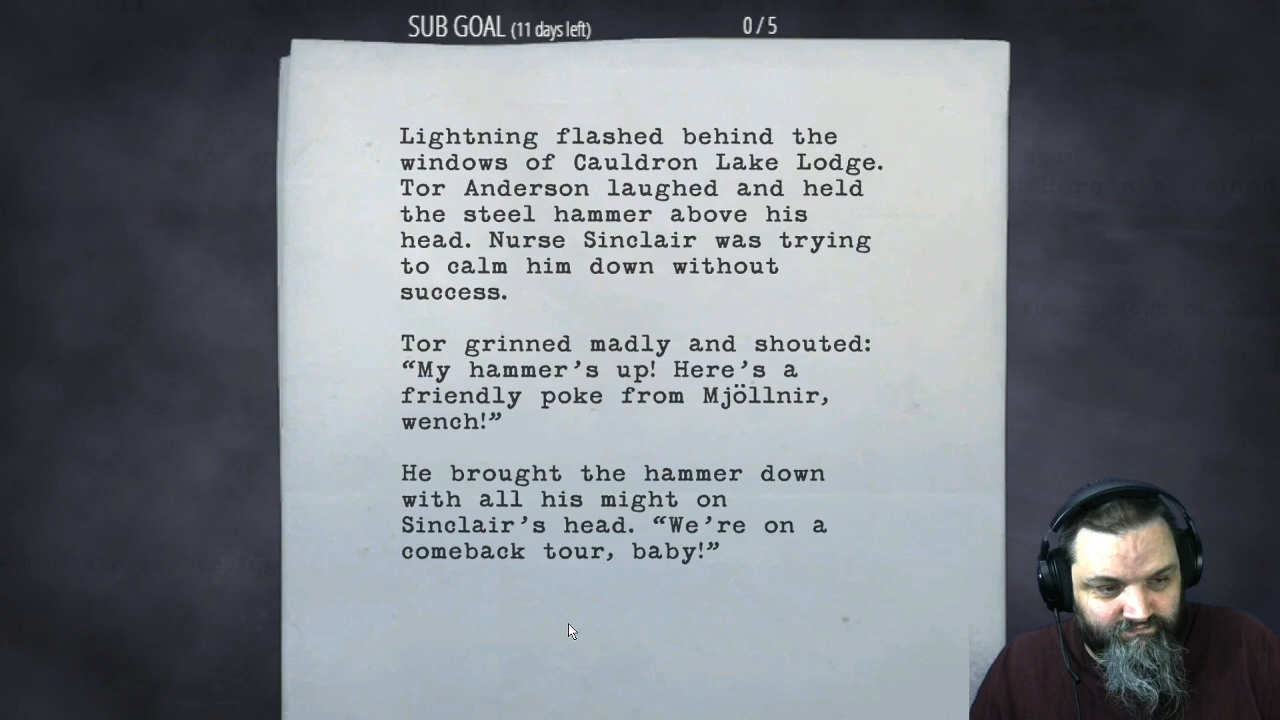 SUB GOAL (11 days left) 0 / 5
Lightning flashed behind the
windows of Cauldron Lake Lodge.
Tor Anderson laughed and held
the steel hammer above his
head. Nurse Sinclair was trying
to calm him down without
success.
Tor grinned madly and shouted:
“My hammer’s up! Here’s a
friendly poke from Mjöllnir,
wench!”
He brought the hammer down
with all his might on
Sinclair’s head. “We’re on a
comeback tour, baby!”